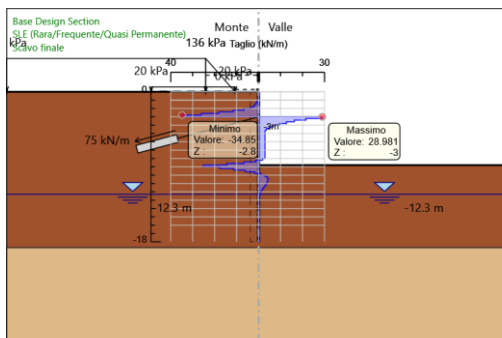 Base Design Section
SLE (Rara/Frequente/Quasi Permanente)
Scavo finale
Monte
Valle
kPa
136 kPa
Taglio (kN/m)
40
30
20 kPa
20 kPa
0
75 kN/m
-3m
Minimo
Valore: -34.85
Z : -2.8
Massimo
Valore: 28.981
Z : -3
-12.3 m
-12.3 m
-18